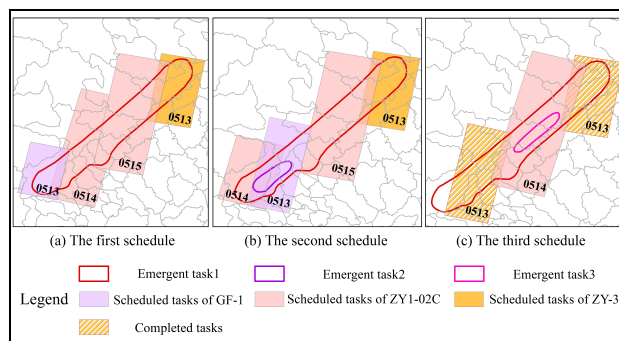 0513
0514
0515
0513
0514
0513
0515
0513
0513
0514
0513
(a) The first schedule
(b) The second schedule
(c) The third schedule
Emergent task1
Emergent task2
Emergent task3
Legend
Scheduled tasks of GF-1
Scheduled tasks of ZY1-02C
Scheduled tasks of ZY-3
Completed tasks